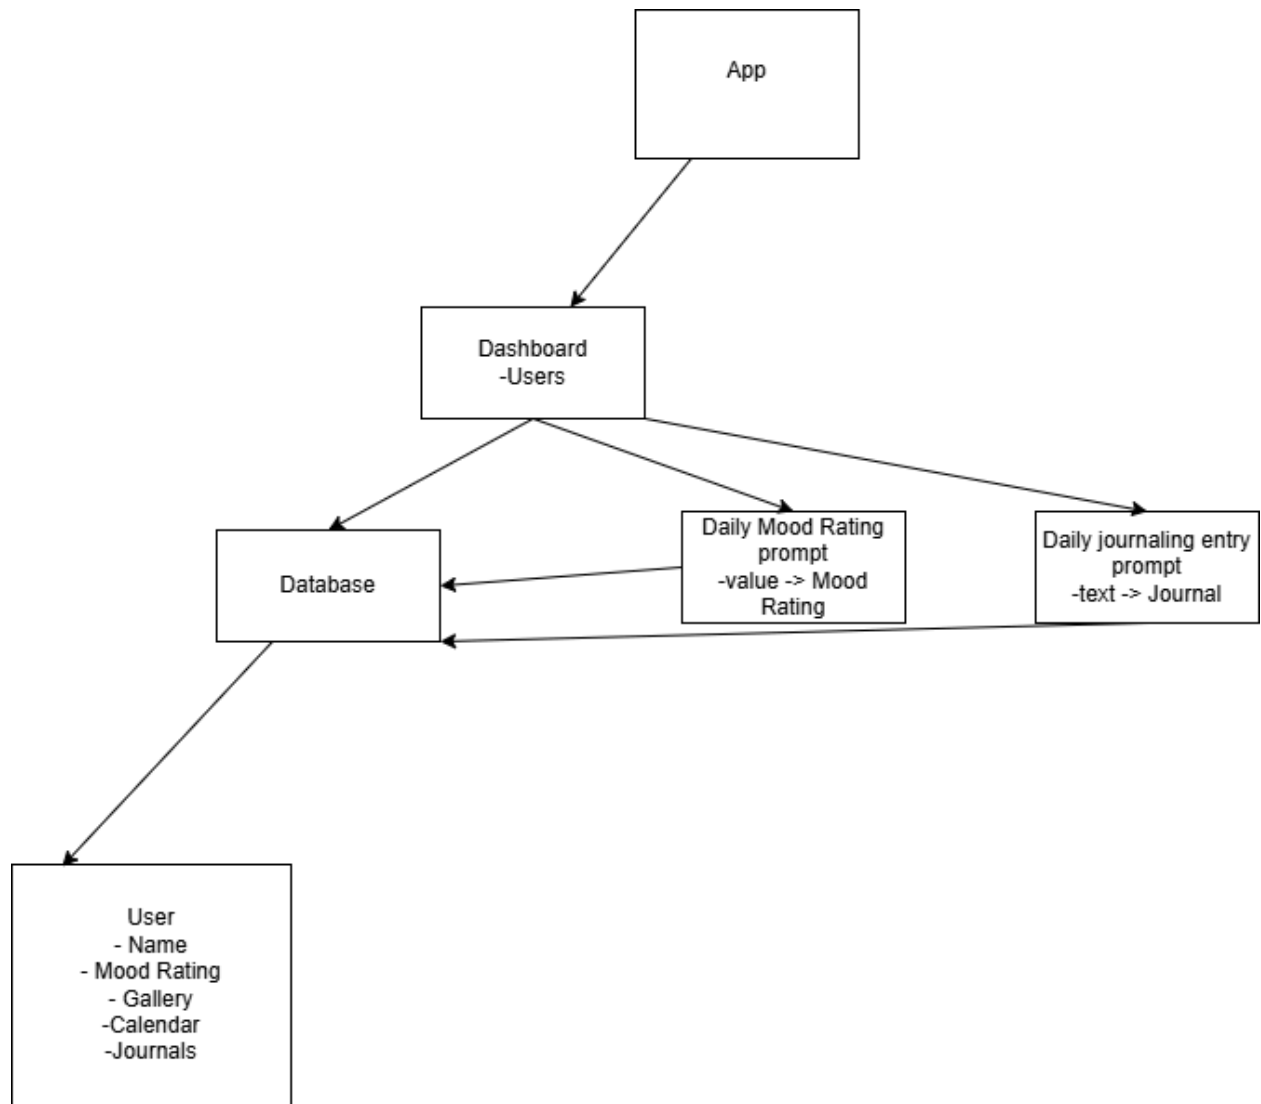 App
Dashboard
-Users
Database
Daily Mood Rating
prompt
-value -> Mood
Rating
Daily journaling entry
prompt
-text -> Journal
User
- Name
- Mood Rating
- Gallery
-Calendar
-Journals